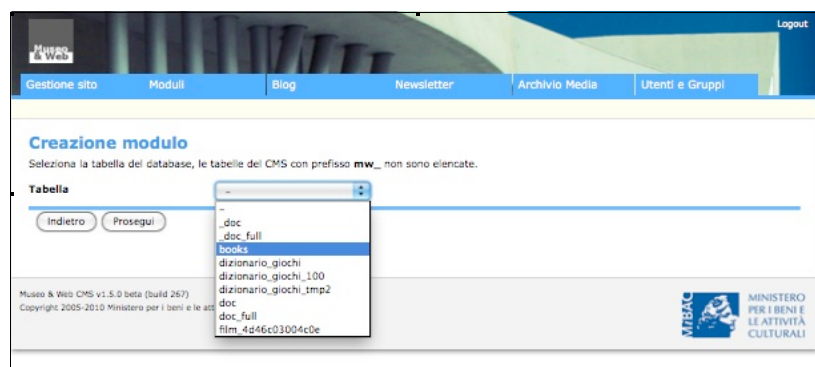 Logout
Museo
& Web
Gestione sito Moduli Blog Newsletter Archivio Media Utenti e Gruppi
Creazione modulo
Seleziona la tabella del database, le tabelle del CMS con prefisso mw_ non sono elencate.
Tabella
-
-
_doc
_doc_full
books
dizionario_giochi
dizionario_giochi_100
dizionario_giochi_tmp2
doc
doc_full
film_4d46c03004c0e
Indietro Prosegui
Museo & Web CMS v1.5.0 beta (build 267)
Copyright 2005-2010 Ministero per i beni e le att
MiBAC
MINISTERO
PER I BENI E
LE ATTIVITÀ
CULTURALI